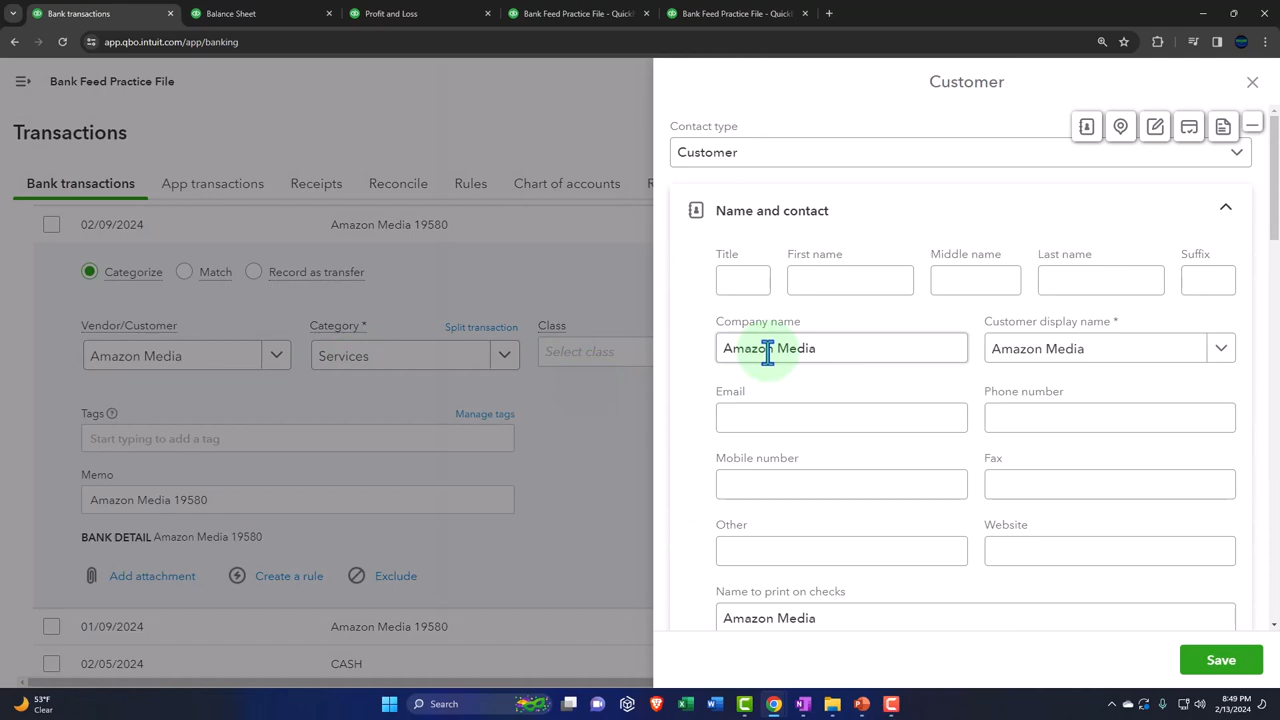 Bank transactions
Balance Sheet
Profit and Loss
Bank Feed Practice File - Quick
Bank Feed Practice File - Quick
app.qbo.intuit.com/app/banking
Bank Feed Practice File
Customer
Transactions
Contact type
Customer
Bank transactions
App transactions
Receipts
Reconcile
Rules
Chart of accounts
02/09/2024
Amazon Media 19580
Name and contact
Categorize
Match
Record as transfer
Title
First name
Middle name
Last name
Suffix
Vendor/Customer
Category *
Split transaction
Class
Amazon Media
Services
Select class
Company name
Customer display name *
Amazon Media
Amazon Media
Email
Phone number
Tags
Manage tags
Start typing to add a tag
Mobile number
Fax
Memo
Amazon Media 19580
Other
Website
BANK DETAIL Amazon Media 19580
Add attachment
Create a rule
Exclude
Name to print on checks
Amazon Media
01/09/2024
Amazon Media 19580
02/05/2024
CASH
Save
53°F
Clear
Search
8:49 PM
2/13/2024